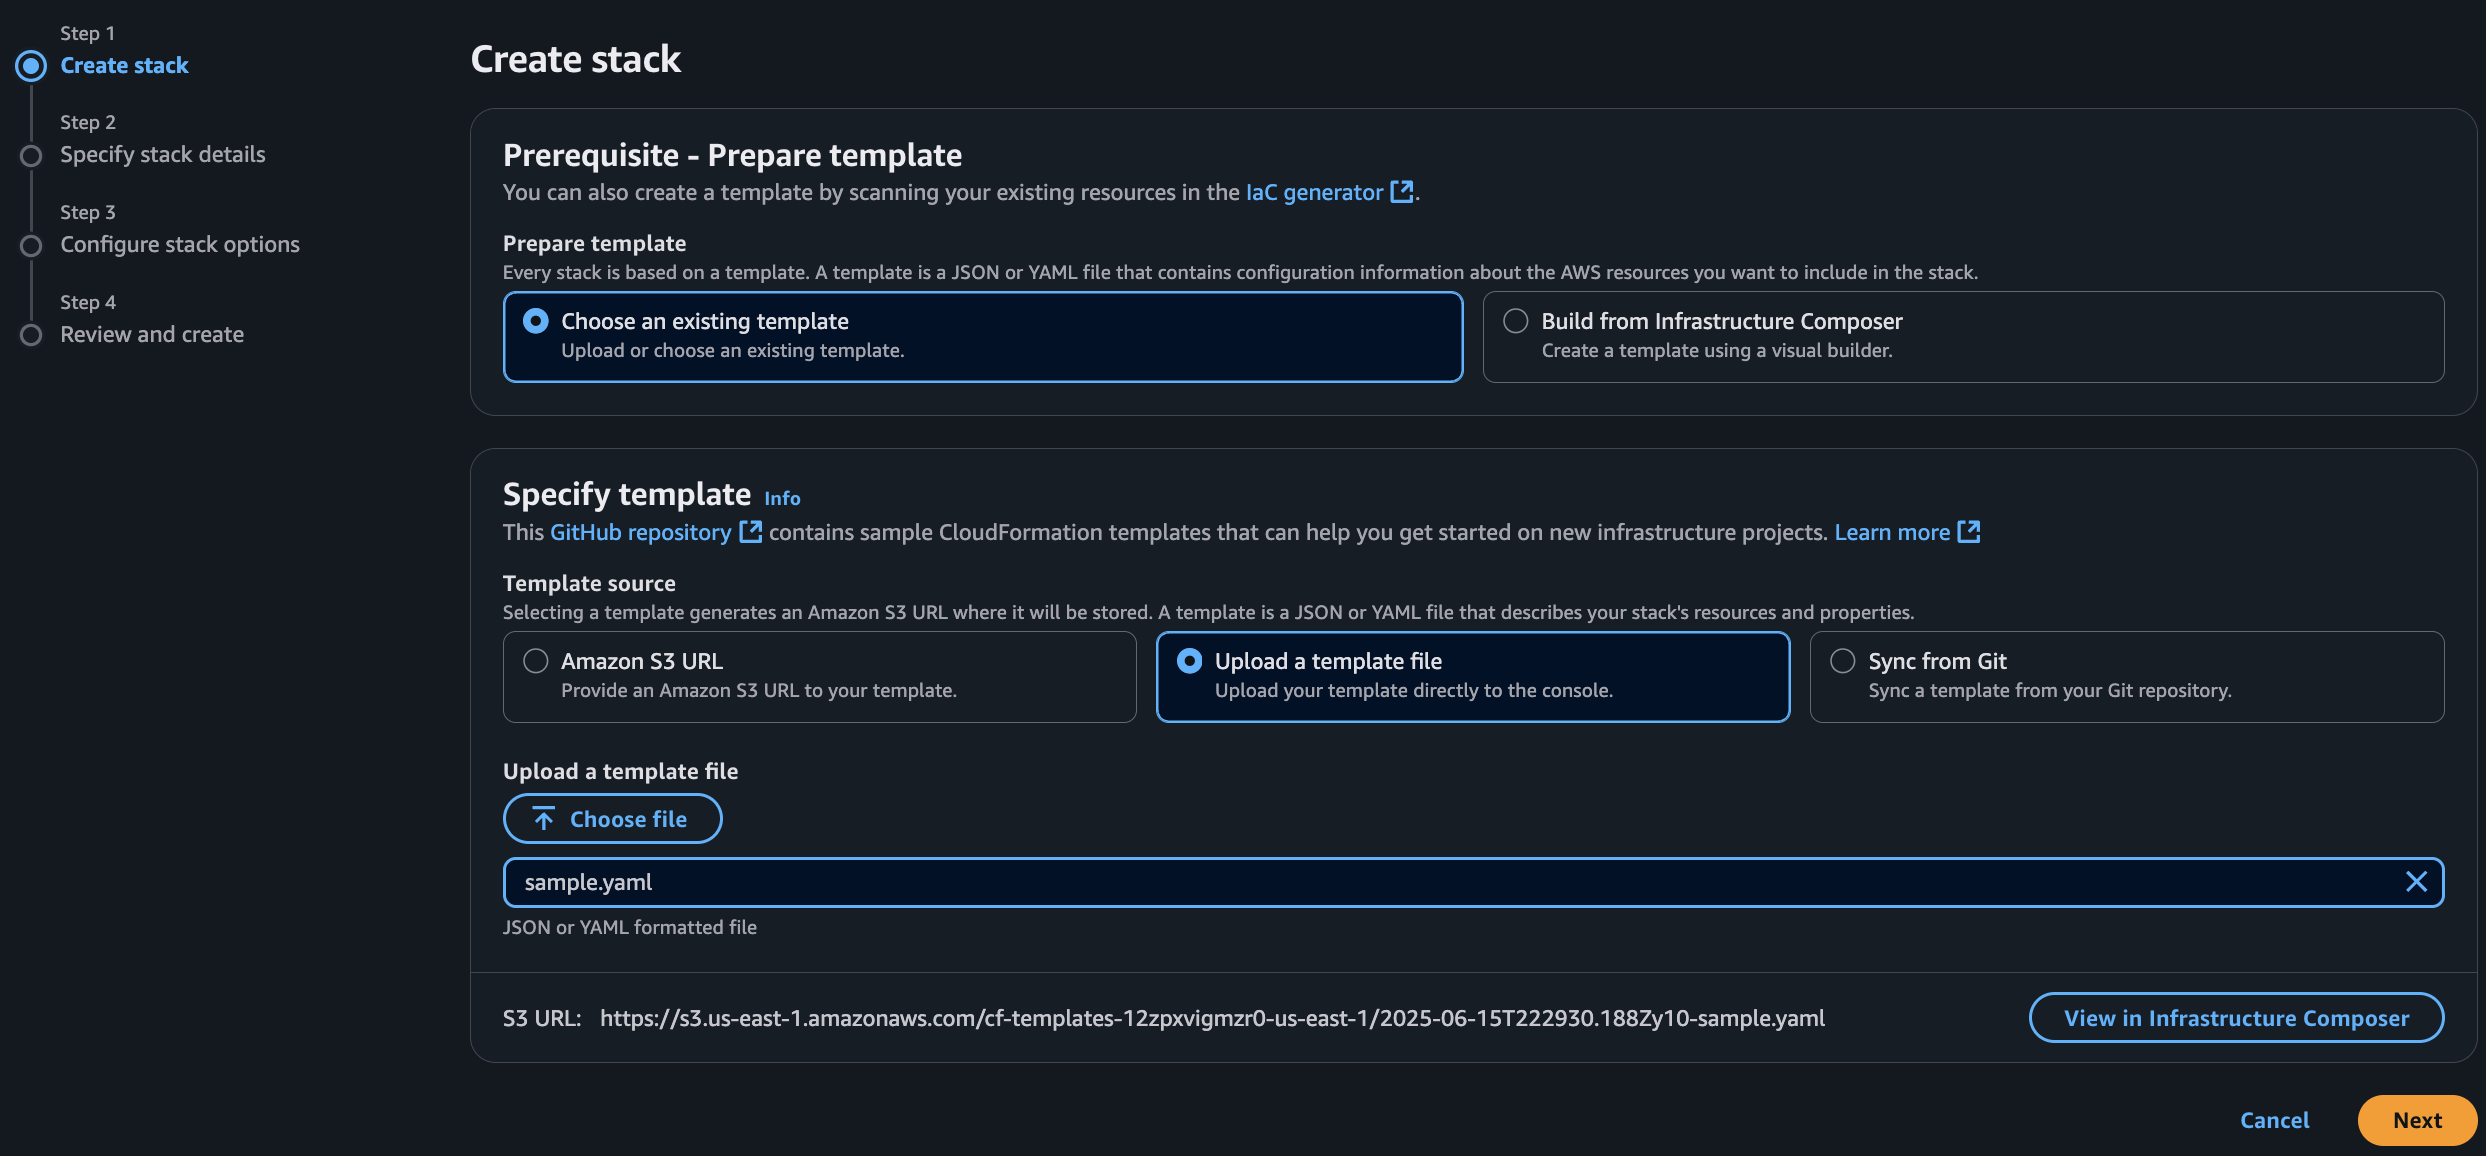 Step 1
Create stack
Step 2
Specify stack details
Step 3
Configure stack options
Step 4
Review and create
Create stack
Prerequisite - Prepare template
You can also create a template by scanning your existing resources in the IaC generator.
Prepare template
Every stack is based on a template. A template is a JSON or YAML file that contains configuration information about the AWS resources you want to include in the stack.
Choose an existing template
Upload or choose an existing template.
Build from Infrastructure Composer
Create a template using a visual builder.
Specify template Info
This GitHub repository contains sample CloudFormation templates that can help you get started on new infrastructure projects. Learn more
Template source
Selecting a template generates an Amazon S3 URL where it will be stored. A template is a JSON or YAML file that describes your stack's resources and properties.
Amazon S3 URL
Provide an Amazon S3 URL to your template.
Upload a template file
Upload your template directly to the console.
Sync from Git
Sync a template from your Git repository.
Upload a template file
Choose file
sample.yaml
JSON or YAML formatted file
S3 URL: https://s3.us-east-1.amazonaws.com/cf-templates-12zpxvigmzr0-us-east-1/2025-06-15T222930.188Zy10-sample.yaml
View in Infrastructure Composer
Cancel
Next